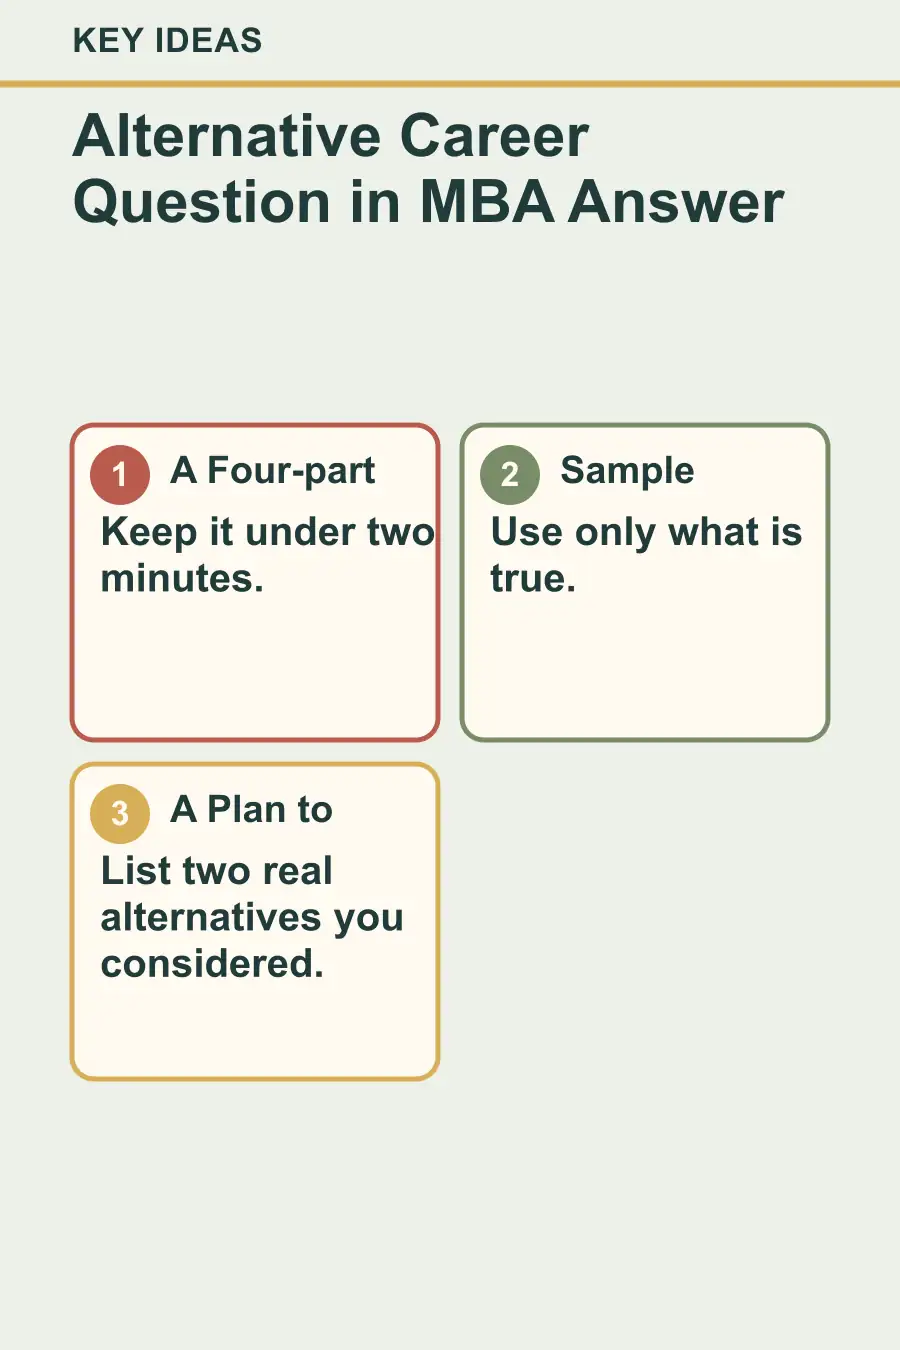 KEY IDEAS
Alternative Career
Question in MBA Answer
1 A Four-part
Keep it under two
minutes.
2 Sample
Use only what is
true.
3 A Plan to
List two real
alternatives you
considered.